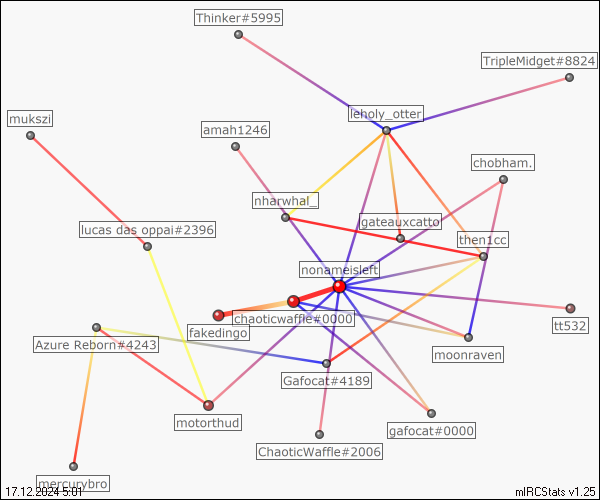 Thinker#5995
TripleMidget#8824
leholy_otter
mukszi
amah1246
chobham.
nharwhal_
gateauxcatto
lucas das oppai#2396
then1cc
nonameisleft
chaoticwaffle#0000
fakedingo
tt532
Azure Reborn#4243
moonraven
Gafocat#4189
motorthud
gafocat#0000
ChaoticWaffle#2006
mercurybro
17.12.2024 5:01
mIRCStats v1.25